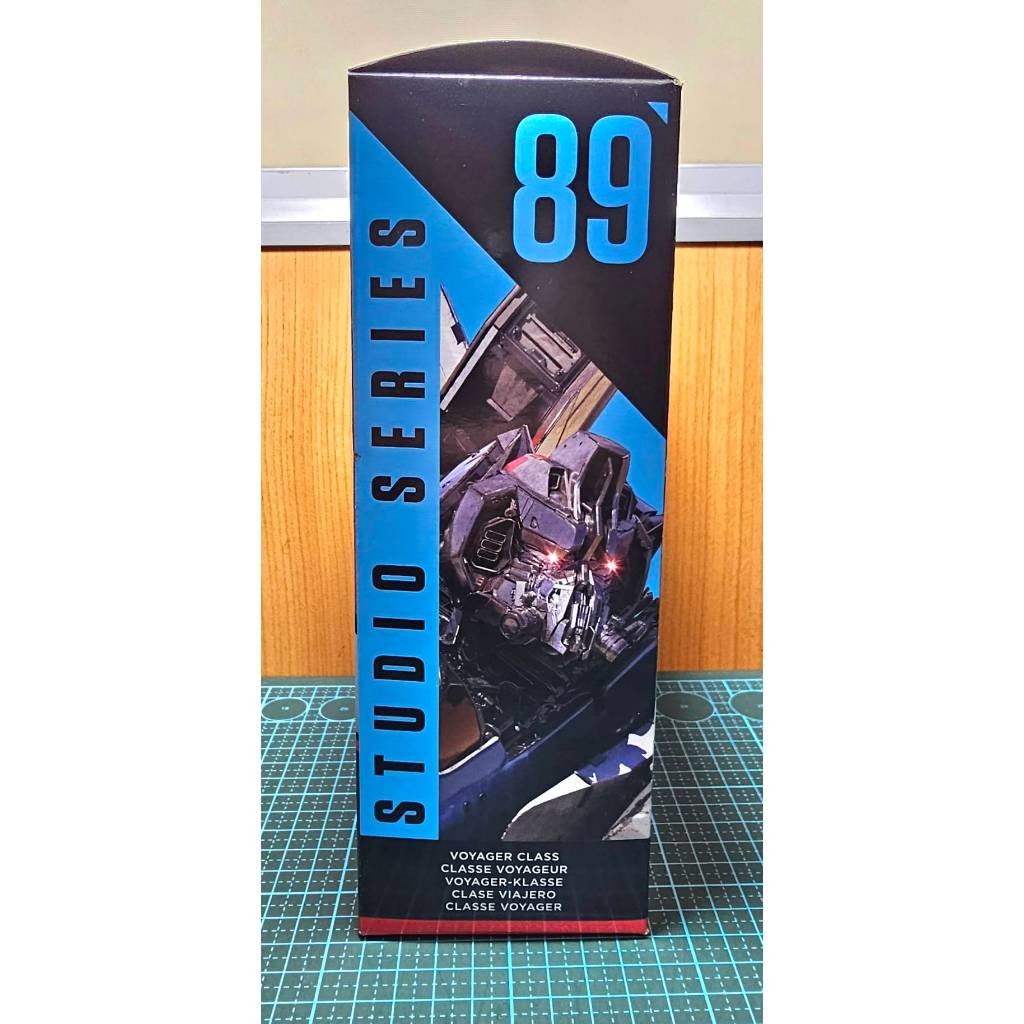 89
STUDIO SERIES
VOYAGER CLASS
CLASSE VOYAGEUR
VOYAGER-KLASSE
CLASE VIAJERO
CLASSE VOYAGER